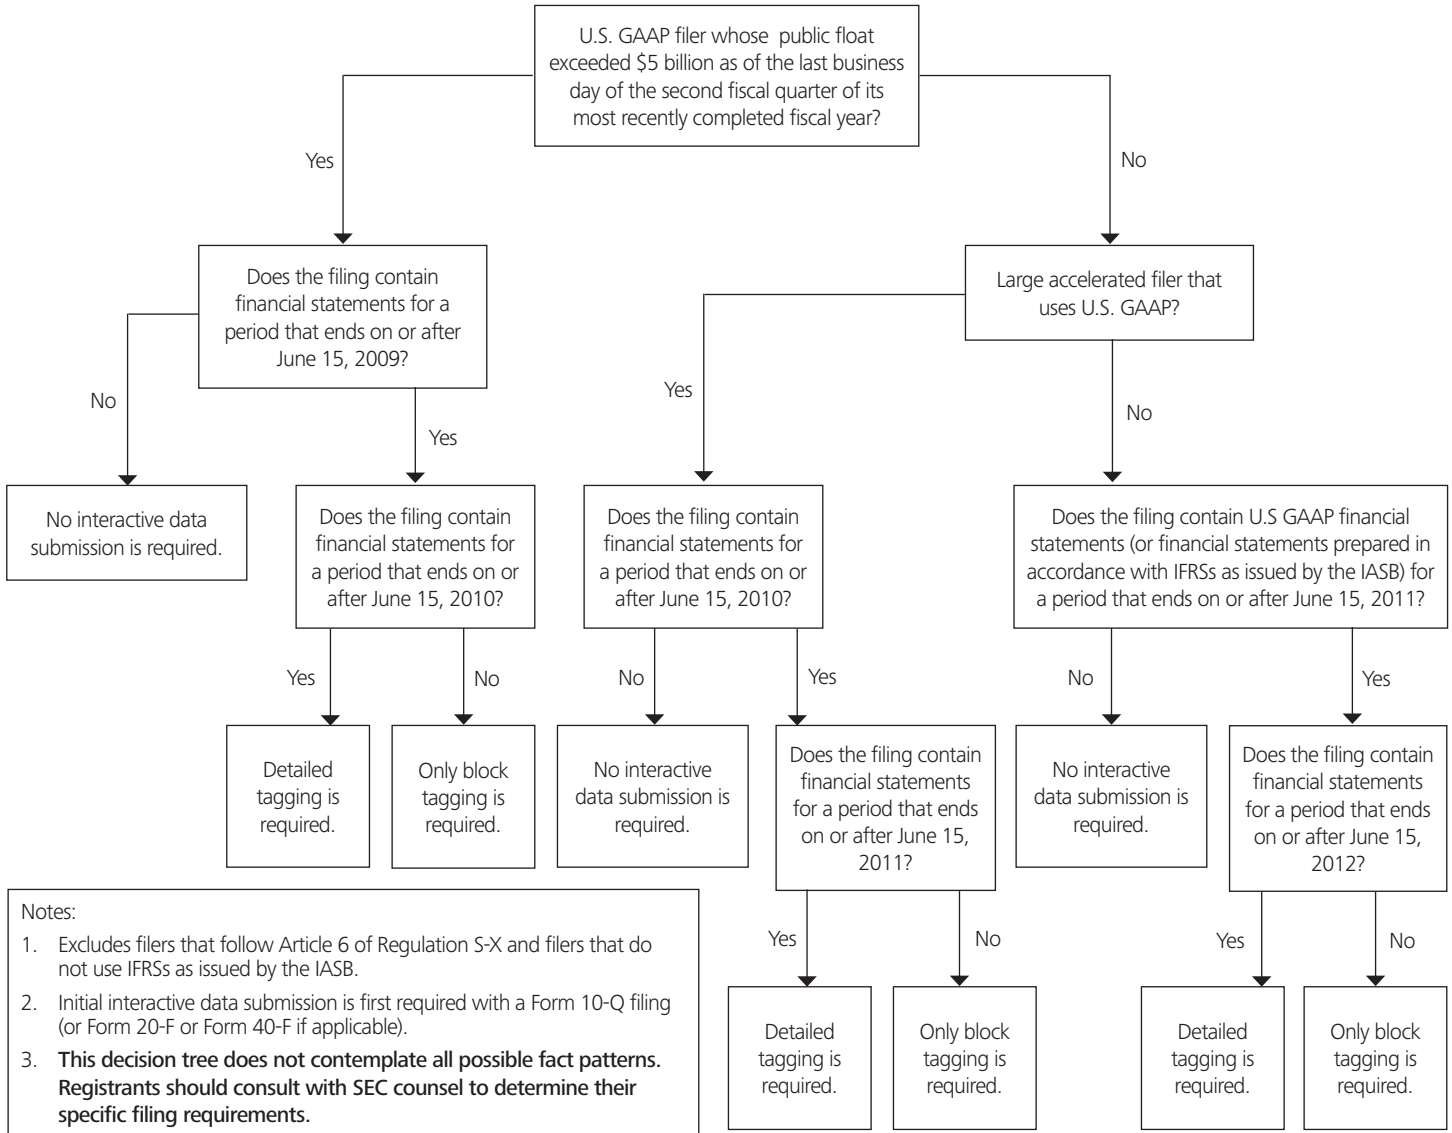 U.S. GAAP filer whose public float
exceeded $5 billion as of the last business
day of the second fiscal quarter of its
most recently completed fiscal year?
Yes
No
Does the filing contain
financial statements for a
period that ends on or after
June 15, 2009?
Large accelerated filer that
uses U.S. GAAP?
No
Yes
Yes
No
No interactive data
submission is required.
Does the filing contain
financial statements for
a period that ends on or
after June 15, 2010?
Does the filing contain
financial statements for
a period that ends on or
after June 15, 2010?
Does the filing contain U.S GAAP financial
statements (or financial statements prepared in
accordance with IFRSs as issued by the IASB) for
a period that ends on or after June 15, 2011?
Yes
No
No
Yes
No
Yes
Detailed
tagging is
required.
Only block
tagging is
required.
No interactive
data submission is
required.
Does the filing contain
financial statements
for a period that ends
on or after June 15,
2011?
No interactive
data submission is
required.
Does the filing contain
financial statements
for a period that ends
on or after June 15,
2012?
Yes
No
Yes
No
Detailed
tagging is
required.
Only block
tagging is
required.
Detailed
tagging is
required.
Only block
tagging is
required.
Notes:
1. Excludes filers that follow Article 6 of Regulation S-X and filers that do
not use IFRSs as issued by the IASB.
2. Initial interactive data submission is first required with a Form 10-Q filing
(or Form 20-F or Form 40-F if applicable).
3. This decision tree does not contemplate all possible fact patterns.
Registrants should consult with SEC counsel to determine their
specific filing requirements.